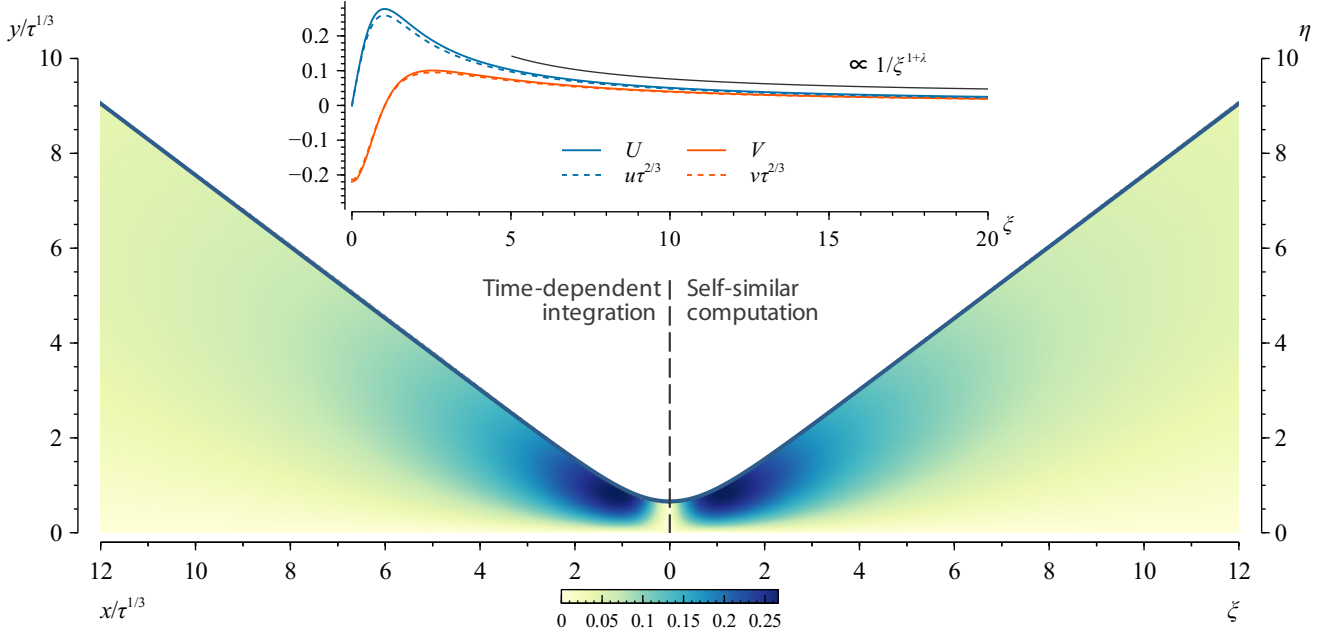 y/τ^{1/3}
η
0.2
0.1
0
−0.1
−0.2
∝ 1/ξ^{1+λ}
U V
uτ^{2/3} vτ^{2/3}
0 5 10 15 20 ξ
10
8
6
4
2
0
10
8
6
4
2
0
Time-dependent
integration
Self-similar
computation
12 10 8 6 4 2 0 2 4 6 8 10 12
x/τ^{1/3}
ξ
0 0.05 0.1 0.15 0.2 0.25